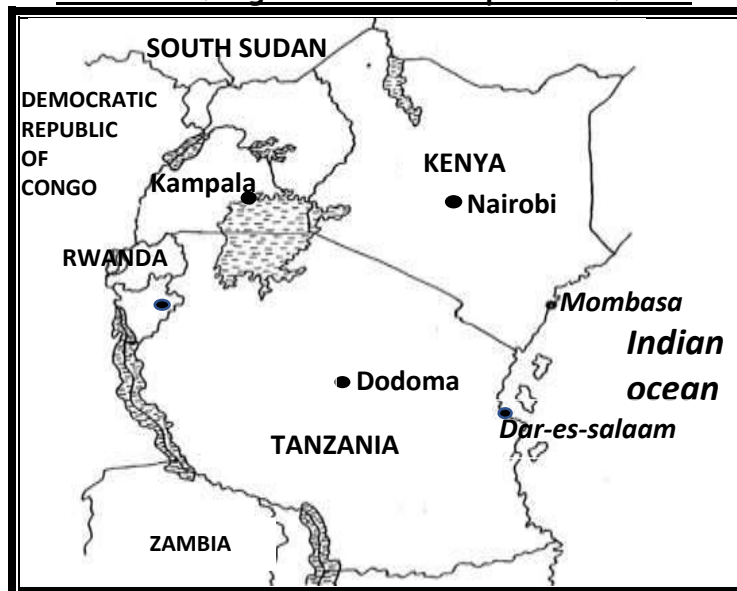 SOUTH SUDAN
DEMOCRATIC
REPUBLIC
OF
CONGO
KENYA
Kampala
Nairobi
RWANDA
Mombasa
Indian
ocean
Dodoma
Dar-es-salaam
TANZANIA
ZAMBIA